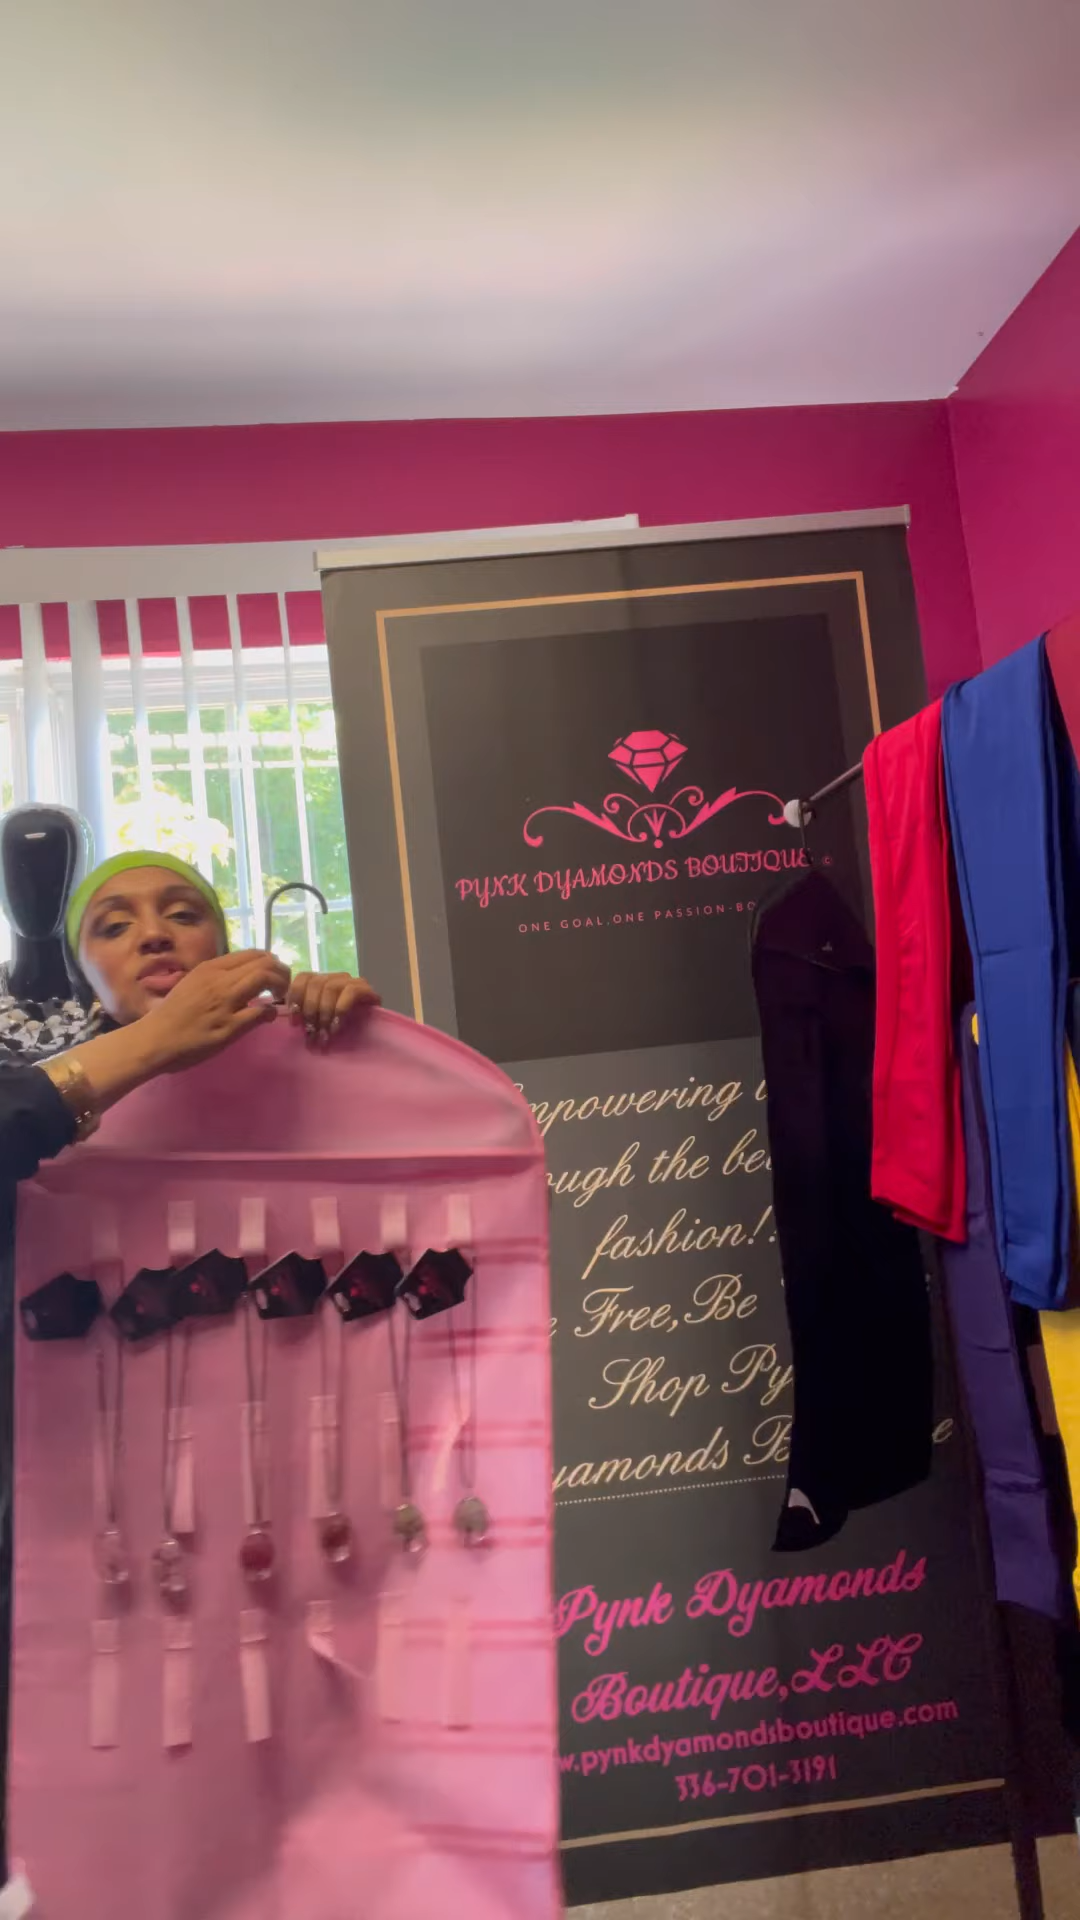 PYNK DYAMONDS BOUTIQUE ©
ONE GOAL.ONE PASSION-BO
mpowering
ough the be
fashion!!
e Free,Be
Shop Py
yamonds B e
Pynk Dyamonds
Boutique,LLC
w.pynkdyamondsboutique.com
336-701-3191